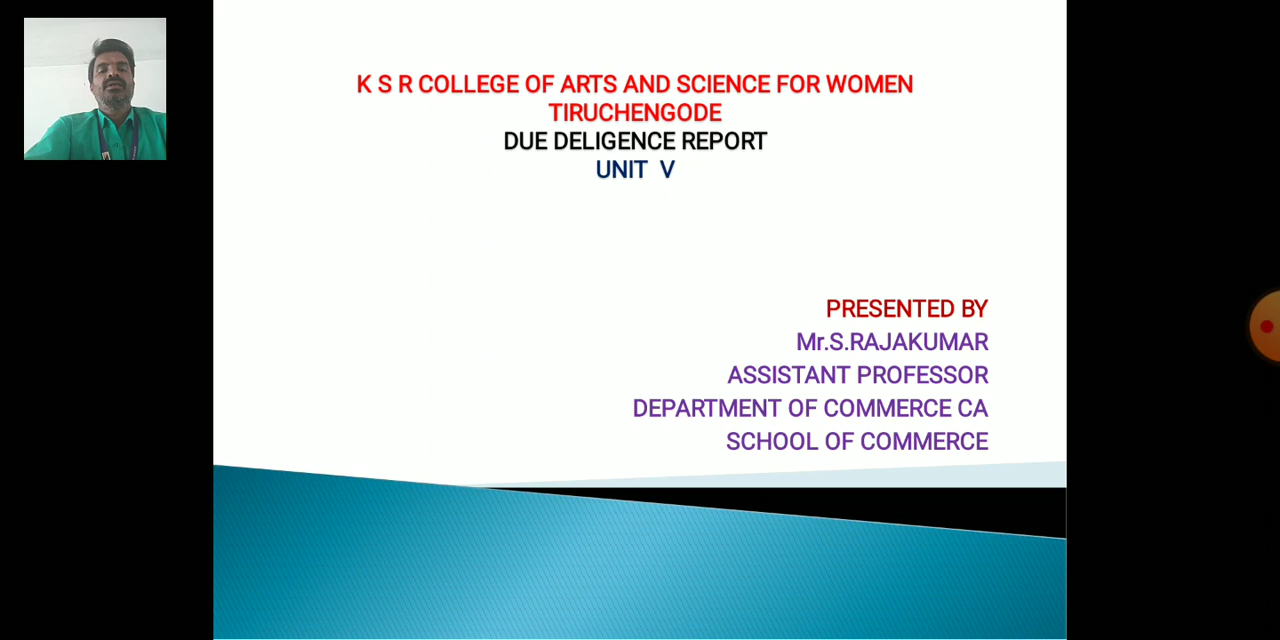 K S R COLLEGE OF ARTS AND SCIENCE FOR WOMEN
TIRUCHENGODE
DUE DELIGENCE REPORT
UNIT V
PRESENTED BY
Mr.S.RAJAKUMAR
ASSISTANT PROFESSOR
DEPARTMENT OF COMMERCE CA
SCHOOL OF COMMERCE